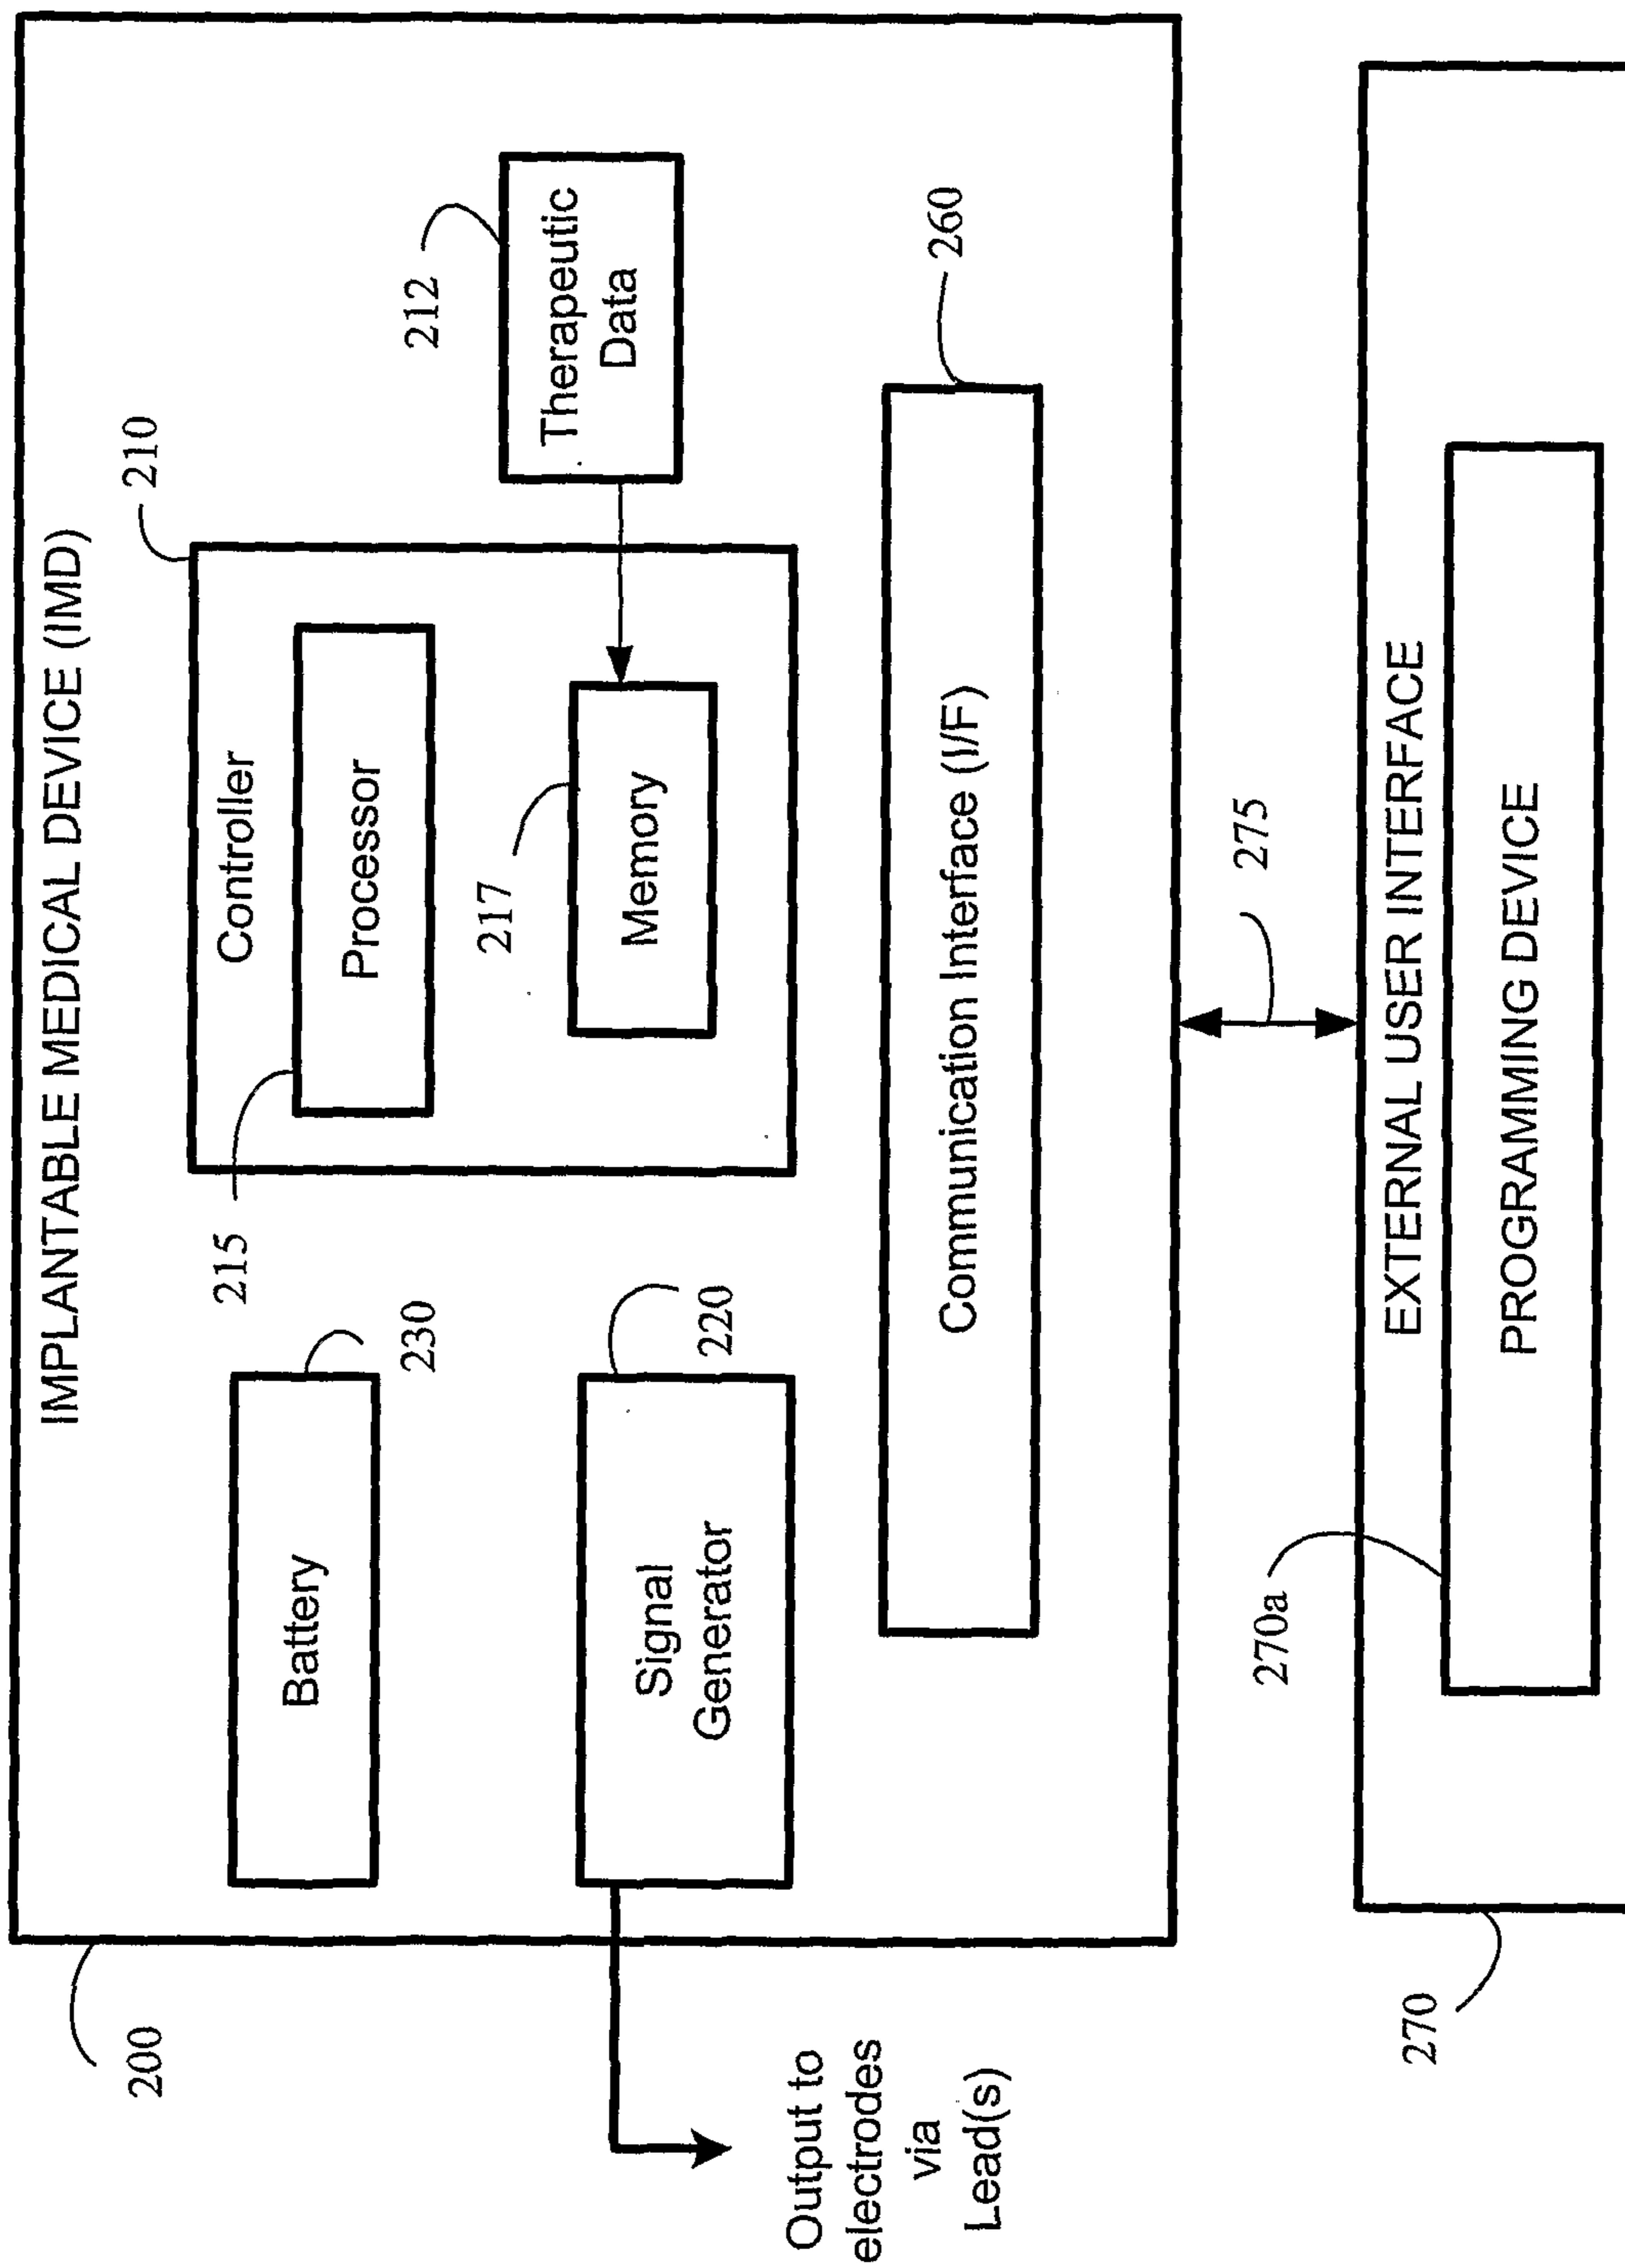 IMPLANTABLE MEDICAL DEVICE (IMD)
200
210
Controller
Battery
230
215
Processor
212
Therapeutic
Data
217
Memory
Signal
Generator
220
Output to
electrodes
via
Lead(s)
260
Communication Interface (I/F)
275
270
EXTERNAL USER INTERFACE
270a
PROGRAMMING DEVICE